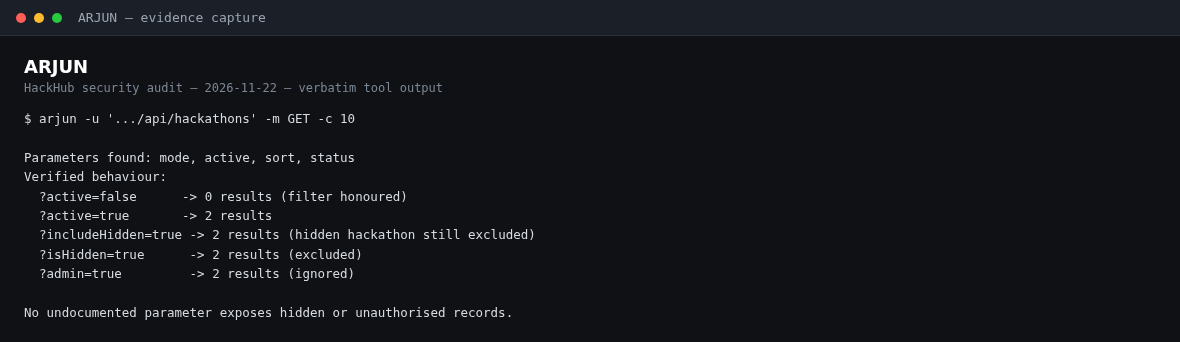 ARJUN — evidence capture
ARJUN
HackHub security audit — 2026-11-22 — verbatim tool output
$ arjun -u '.../api/hackathons' -m GET -c 10
Parameters found: mode, active, sort, status
Verified behaviour:
?active=false -> 0 results (filter honoured)
?active=true -> 2 results
?includeHidden=true -> 2 results (hidden hackathon still excluded)
?isHidden=true -> 2 results (excluded)
?admin=true -> 2 results (ignored)
No undocumented parameter exposes hidden or unauthorised records.